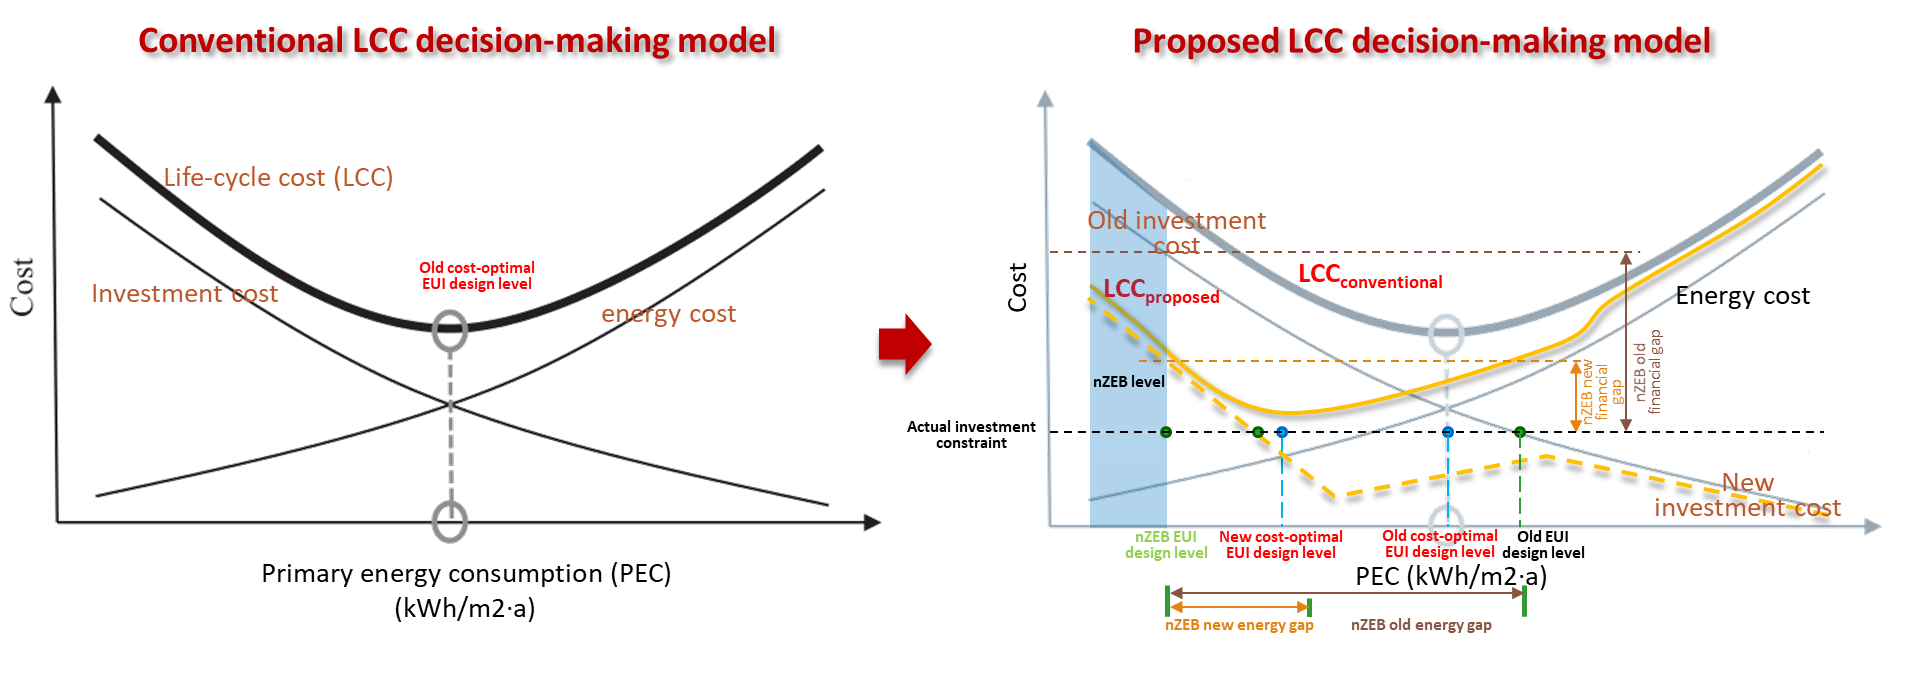 Conventional LCC decision-making model
Cost
Life-cycle cost (LCC)
Old cost-optimal
EUI design level
Investment cost
energy cost
Primary energy consumption (PEC)
(kWh/m2·a)
Proposed LCC decision-making model
Cost
Old investment
cost
LCCconventional
LCCproposed
Energy cost
nZEB level
nZEB new
financial
gap
nZEB old
financial gap
Actual investment
constraint
New
investment cost
nZEB EUI
design level
New cost-optimal
EUI design level
Old cost-optimal
EUI design level
Old EUI
design level
PEC (kWh/m2·a)
nZEB new energy gap
nZEB old energy gap